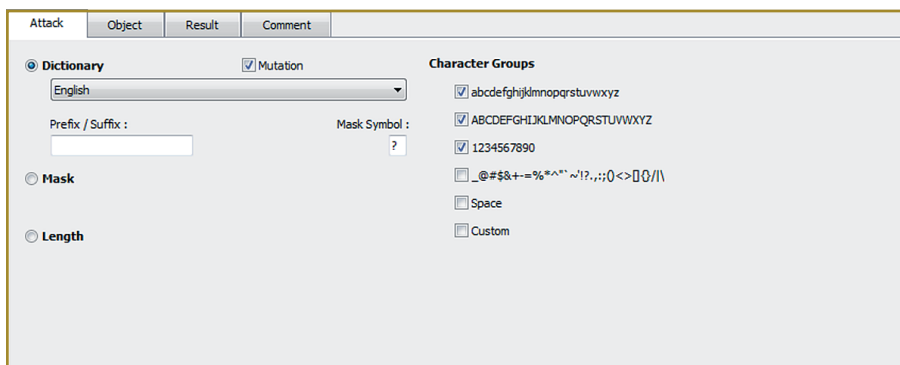 Attack Object Result Comment
Dictionary Mutation
English
Prefix / Suffix : Mask Symbol :
?
Mask
Length
Character Groups
abcdefghijklmnopqrstuvwxyz
ABCDEFGHIJKLMNOPQRSTUVWXYZ
1234567890
_@#$&+-=%*^"`~'!?.,:;()<>[]{}/|\
Space
Custom